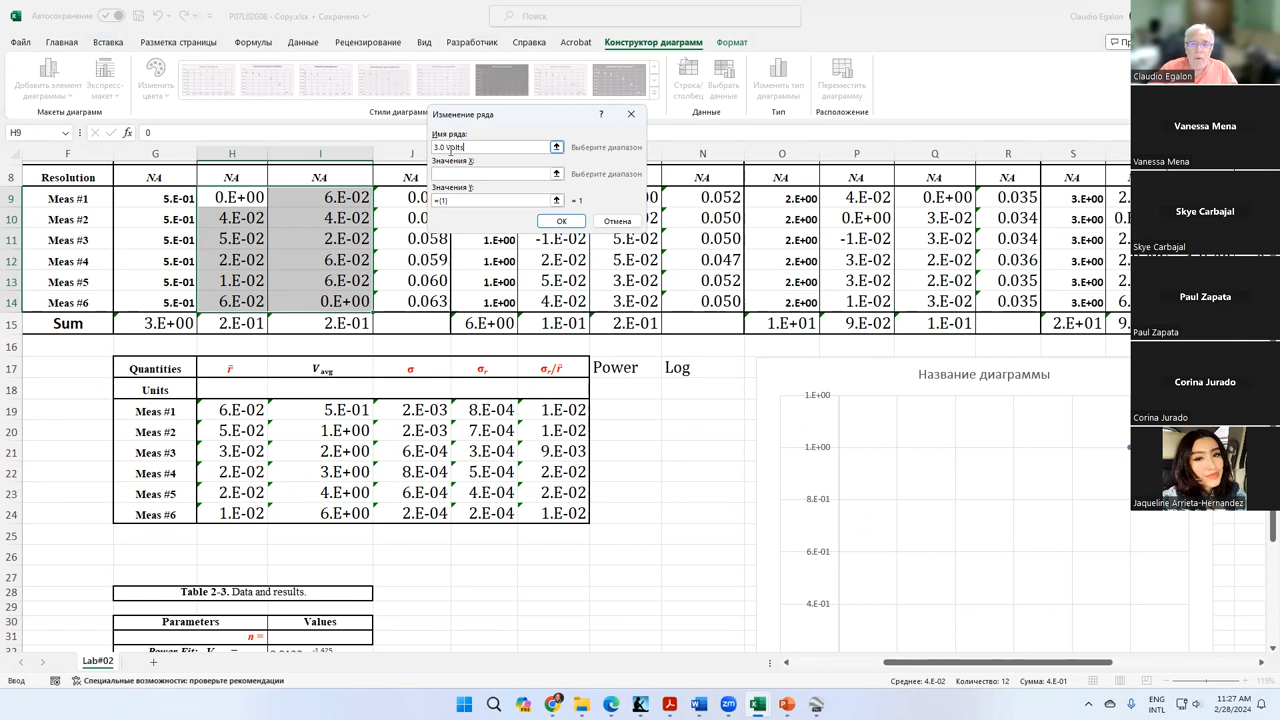 Автосохранение
P07L02G08 - Copy.xlsx • Сохранено
Поиск
Claudio Egalon
Файл Главная Вставка Разметка страницы Формулы Данные Рецензирование Вид Разработчик Справка Acrobat Конструктор диаграмм Формат
Добавить элемент диаграммы
Экспресс-макет
Изменить цвета
Строка/столбец
Выбрать данные
Изменить тип диаграммы
Переместить диаграмму
Макеты диаграмм
Стили диаграмм
Данные
Тип
Расположение
Изменение ряда
?
Имя ряда:
3.0 Volts
Выберите диапазон
Значения X:
Выберите диапазон
Значения Y:
={1}
= 1
ОК
Отмена
H9
fx
0
F G H I J N O P Q R S
8 Resolution NA NA NA NA NA NA NA NA NA
9 Meas #1 5.E-01 0.E+00 6.E-02 0.052 2.E+00 4.E-02 0.E+00 0.035 3.E+00
10 Meas #2 5.E-01 4.E-02 6.E-02 0.050 2.E+00 0.E+00 3.E-02 0.034 3.E+00
11 Meas #3 5.E-01 5.E-02 2.E-02 0.058 1.E+00 -1.E-02 5.E-02 0.050 2.E+00 -1.E-02 3.E-02 0.034 3.E+00
12 Meas #4 5.E-01 2.E-02 6.E-02 0.059 1.E+00 2.E-02 5.E-02 0.047 2.E+00 3.E-02 2.E-02 0.036 3.E+00
13 Meas #5 5.E-01 1.E-02 6.E-02 0.060 1.E+00 5.E-02 3.E-02 0.052 2.E+00 3.E-02 2.E-02 0.035 3.E+00
14 Meas #6 5.E-01 6.E-02 0.E+00 0.063 1.E+00 4.E-02 3.E-02 0.050 2.E+00 1.E-02 3.E-02 0.035 3.E+00
15 Sum 3.E+00 2.E-01 2.E-01 6.E+00 1.E-01 2.E-01 1.E+01 9.E-02 1.E-01 2.E+01
16
17 Quantities r̄ Vavg σ σr σr/r̄ Power Log
18 Units
19 Meas #1 6.E-02 5.E-01 2.E-03 8.E-04 1.E-02
20 Meas #2 5.E-02 1.E+00 2.E-03 7.E-04 1.E-02
21 Meas #3 3.E-02 2.E+00 6.E-04 3.E-04 9.E-03
22 Meas #4 2.E-02 3.E+00 8.E-04 5.E-04 2.E-02
23 Meas #5 2.E-02 4.E+00 6.E-04 4.E-04 2.E-02
24 Meas #6 1.E-02 6.E+00 2.E-04 2.E-04 1.E-02
25
26
27
28 Table 2-3. Data and results.
29
30 Parameters Values
31 n =
Название диаграммы
1.E+00
1.E+00
8.E-01
6.E-01
4.E-01
Lab#02
Ввод
Специальные возможности: проверьте рекомендации
Среднее: 4.E-02
Количество: 12
Сумма: 4.E-01
115%
ENG
INTL
11:27 AM
2/28/2024
Claudio Egalon
Vanessa Mena
Vanessa Mena
Skye Carbajal
Skye Carbajal
Paul Zapata
Paul Zapata
Corina Jurado
Corina Jurado
Jaqueline Arrieta-Hernandez